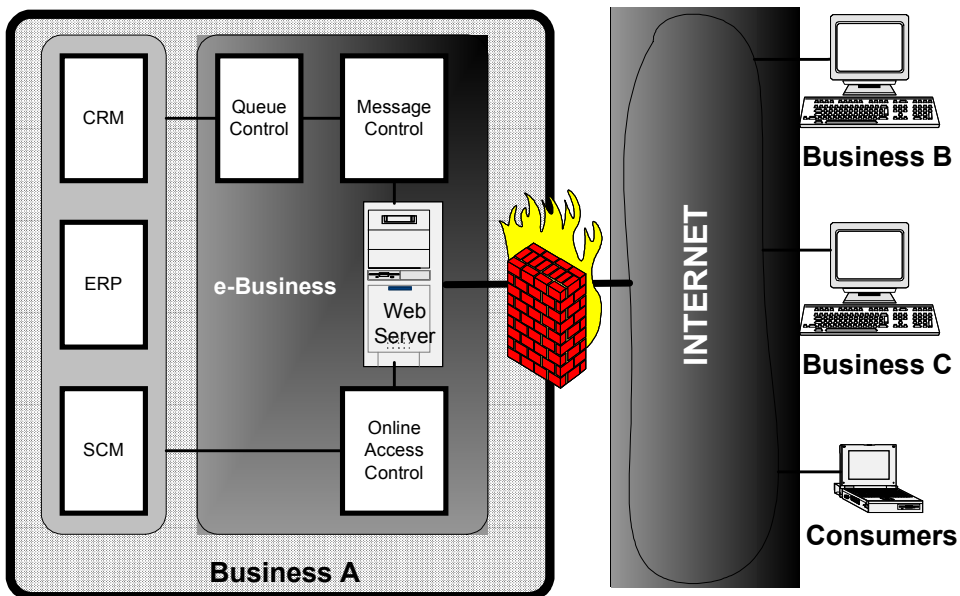 CRM
Queue
Control
Message
Control
ERP
e-Business
Web
Server
SCM
Online
Access
Control
Business A
INTERNET
Business B
Business C
Consumers